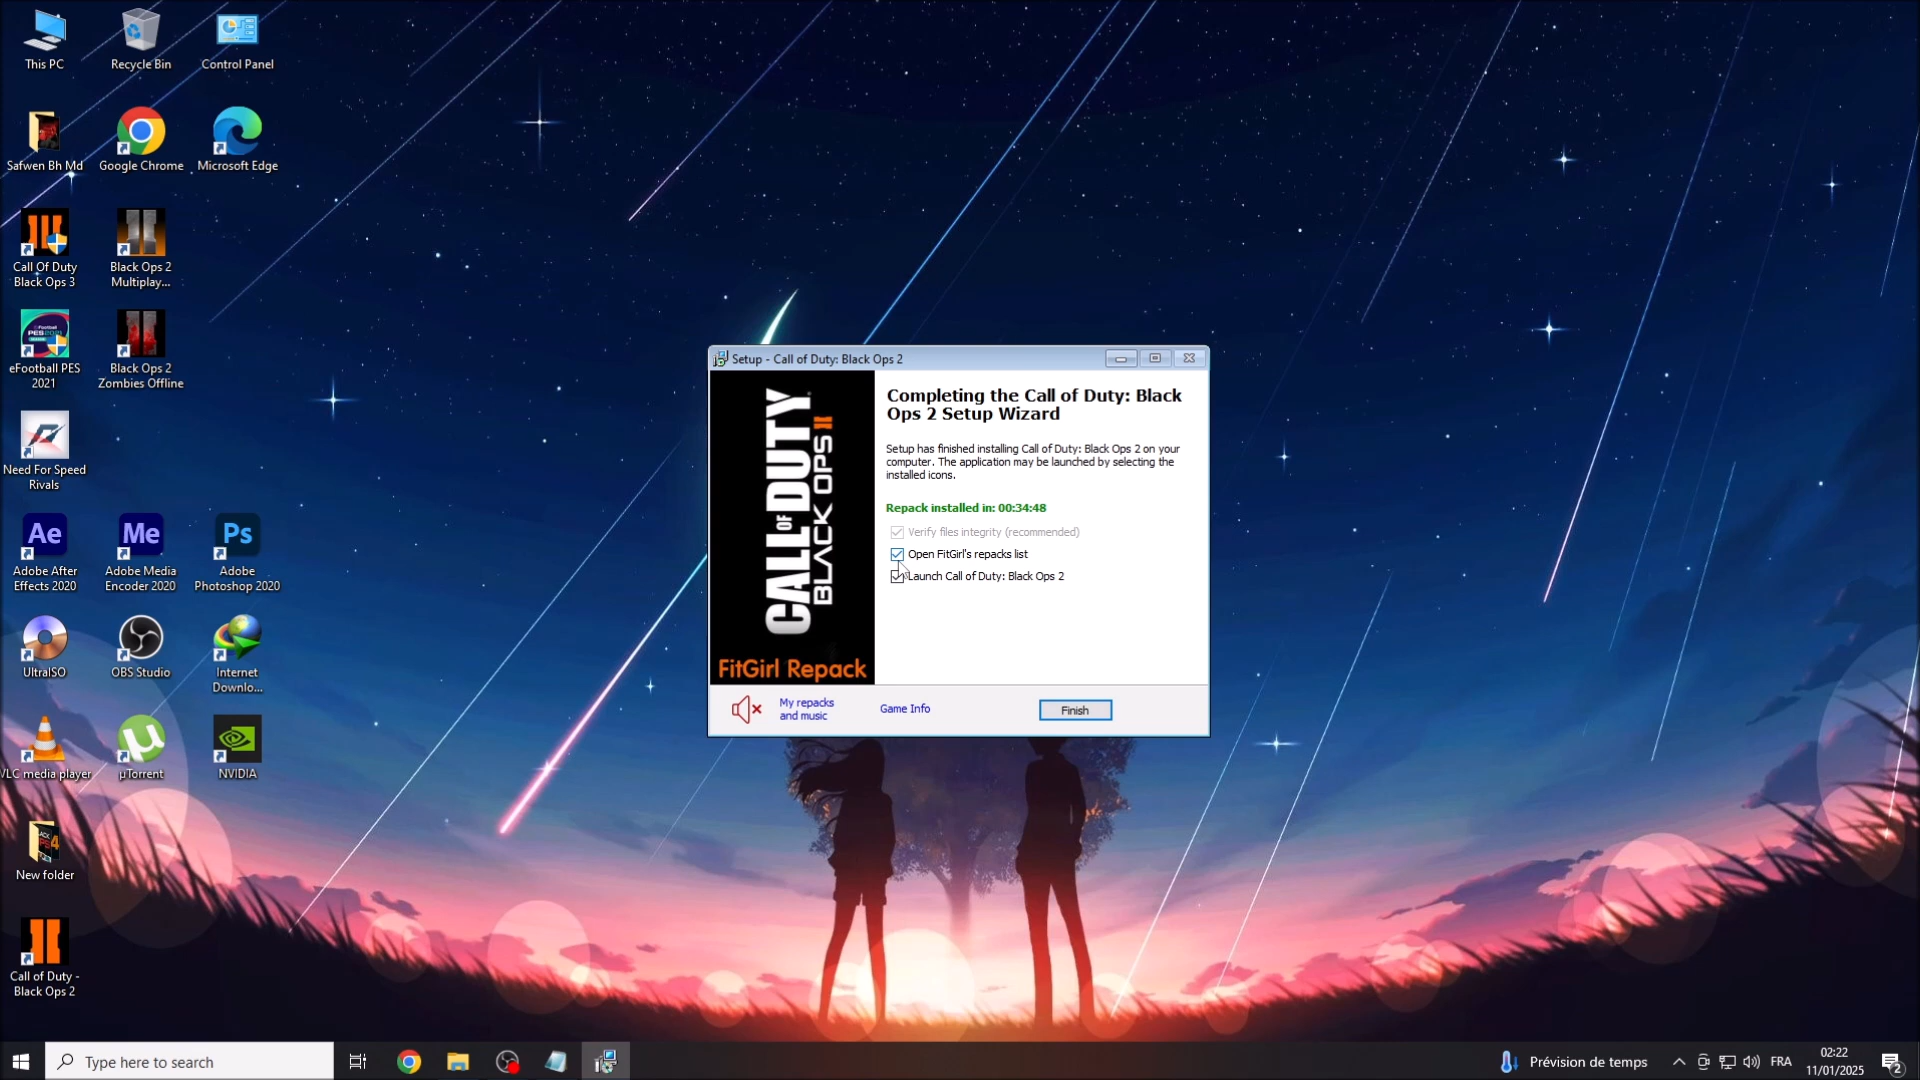 This PC
Recycle Bin
Control Panel
Safwen Bh Md
Google Chrome
Microsoft Edge
Call Of Duty
Black Ops 3
Black Ops 2
Multiplay...
eFootball PES
2021
Black Ops 2
Zombies Offline
Need For Speed
Rivals
Ae
Me
Ps
Adobe After
Effects 2020
Adobe Media
Encoder 2020
Adobe
Photoshop 2020
UltraISO
OBS Studio
Internet
Downlo...
VLC media player
µTorrent
NVIDIA
New folder
Call of Duty -
Black Ops 2
Setup - Call of Duty: Black Ops 2
CALL OF DUTY
BLACK OPS II
FitGirl Repack
Completing the Call of Duty: Black
Ops 2 Setup Wizard
Setup has finished installing Call of Duty: Black Ops 2 on your
computer. The application may be launched by selecting the
installed icons.
Repack installed in: 00:34:48
Verify files integrity (recommended)
Open FitGirl's repacks list
Launch Call of Duty: Black Ops 2
My repacks
and music
Game Info
Finish
Type here to search
Prévision de temps
FRA
02:22
11/01/2025
2